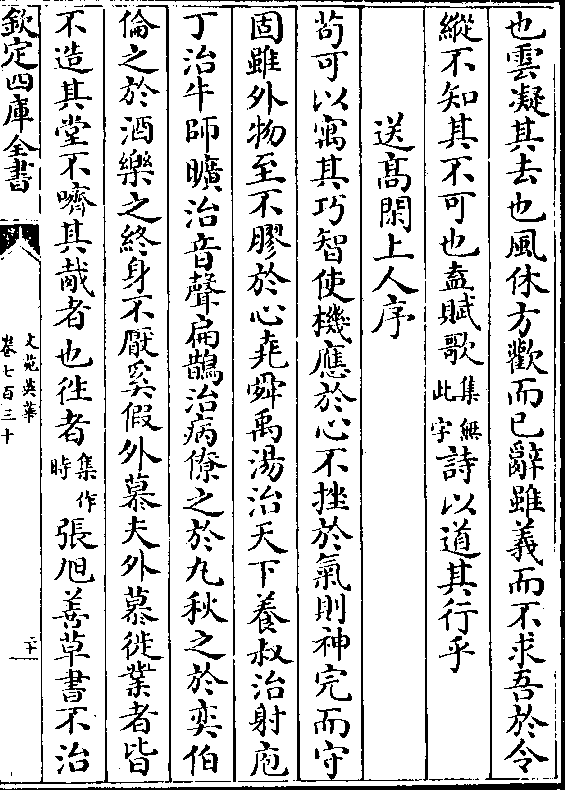 也雲凝其去也風休方歡而已辭雖義而不求吾於令
縱不知其不可也盍賦歌集無此字詩以道其行乎
送高閑上人序
茍可以寓其巧智使機應於心不挫於氣則神完而守
固雖外物至不膠於心堯舜禹湯治天下養叔治射庖
丁治牛師曠治音聲扁鵲治病僚之於丸秋之於奕伯
倫之於酒樂之終身不厭奚假外慕夫外慕徙業者皆
不造其堂不嚌其胾者也徃者集作時張旭善草書不治
欽定四庫全書
文苑英華
卷七百三十
二十